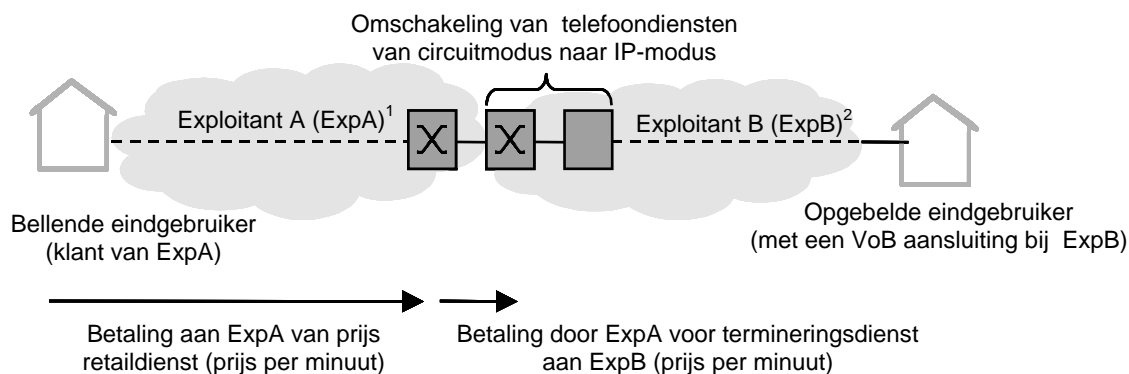 Omschakeling van telefoondiensten
van circuitmodus naar IP-modus
Exploitant A (ExpA)1
Exploitant B (ExpB)2
Bellende eindgebruiker
(klant van ExpA)
Opgebelde eindgebruiker
(met een VoB aansluiting bij ExpB)
Betaling aan ExpA van prijs
retaildienst (prijs per minuut)
Betaling door ExpA voor termineringsdienst
aan ExpB (prijs per minuut)